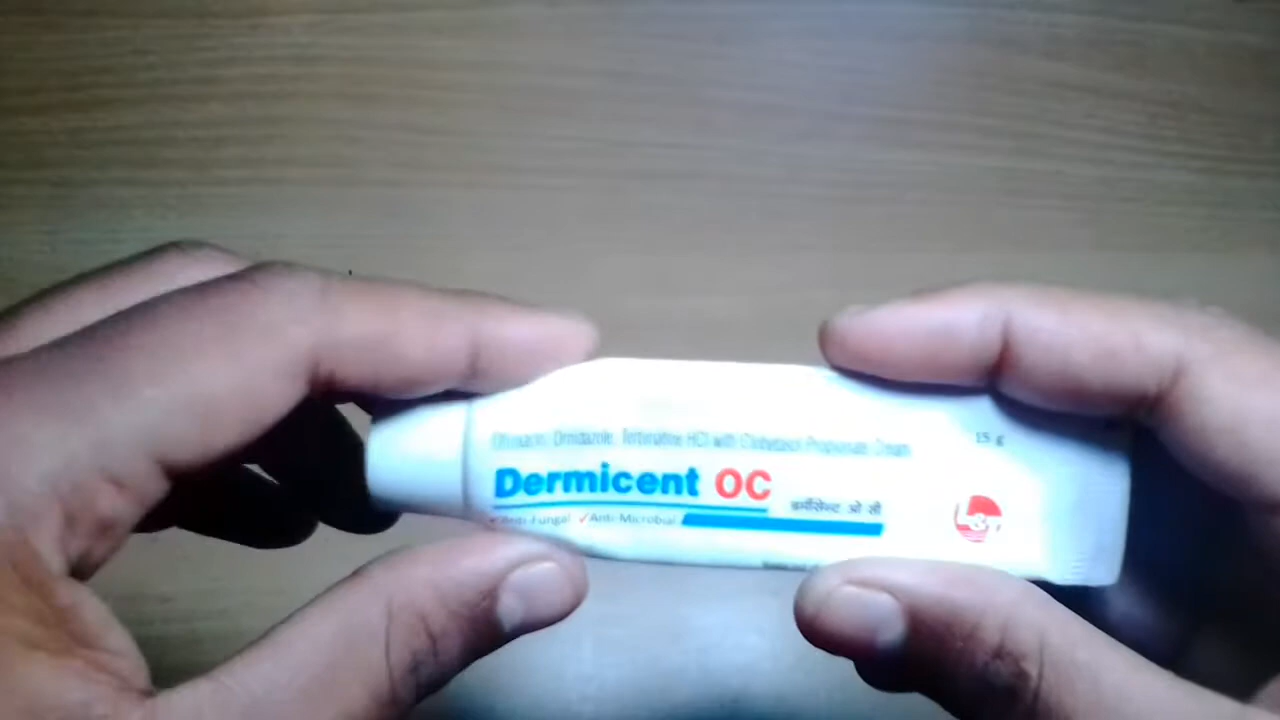 Ofloxacin, Ornidazole, Terbinafine HCl with Clobetasol Propionate Cream
15 g
Dermicent OC
डर्मीसेन्ट ओ सी
Anti-Fungal ✓Anti-Microbial